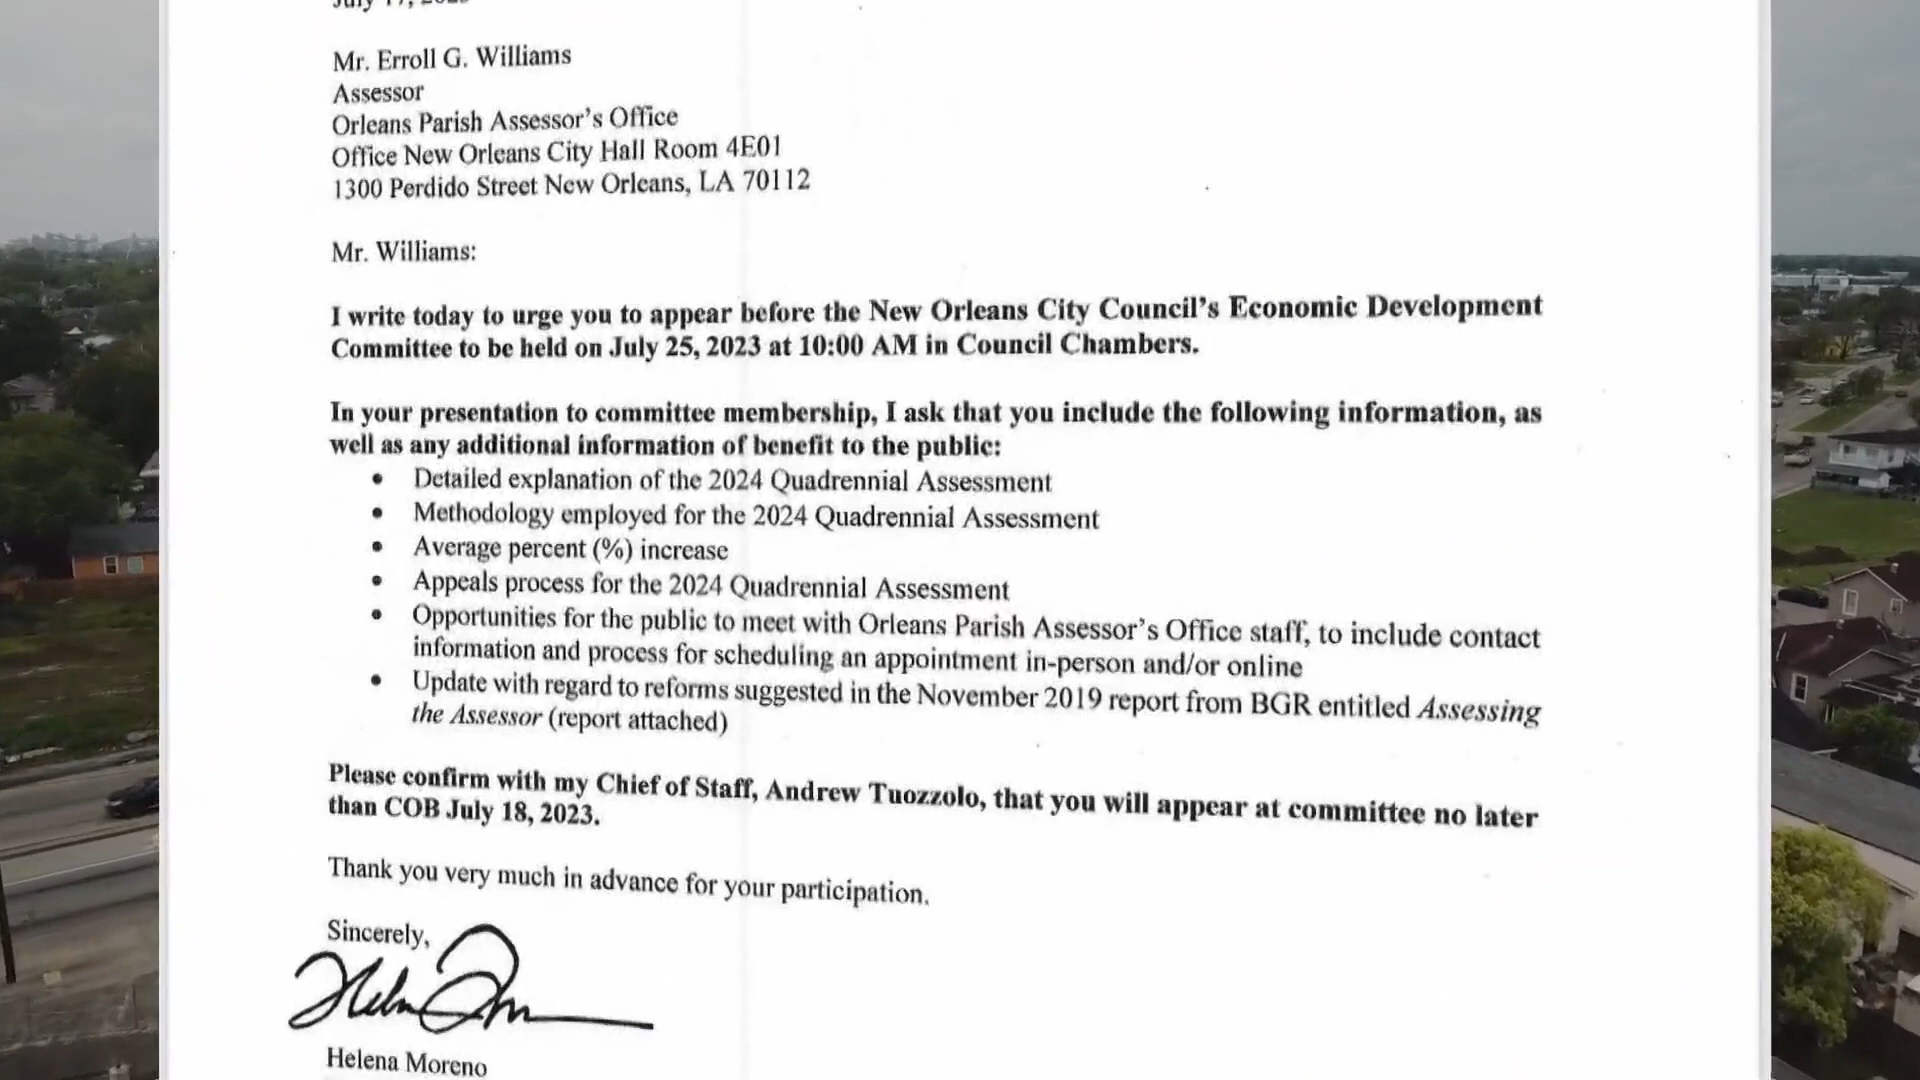 Mr. Erroll G. Williams
Assessor
Orleans Parish Assessor's Office
Office New Orleans City Hall Room 4E01
1300 Perdido Street New Orleans, LA 70112
Mr. Williams:
I write today to urge you to appear before the New Orleans City Council's Economic Development
Committee to be held on July 25, 2023 at 10:00 AM in Council Chambers.
In your presentation to committee membership, I ask that you include the following information, as
well as any additional information of benefit to the public:
• Detailed explanation of the 2024 Quadrennial Assessment
• Methodology employed for the 2024 Quadrennial Assessment
• Average percent (%) increase
• Appeals process for the 2024 Quadrennial Assessment
• Opportunities for the public to meet with Orleans Parish Assessor's Office staff, to include contact
information and process for scheduling an appointment in-person and/or online
• Update with regard to reforms suggested in the November 2019 report from BGR entitled Assessing
the Assessor (report attached)
Please confirm with my Chief of Staff, Andrew Tuozzolo, that you will appear at committee no later
than COB July 18, 2023.
Thank you very much in advance for your participation.
Sincerely,
Helena Moreno